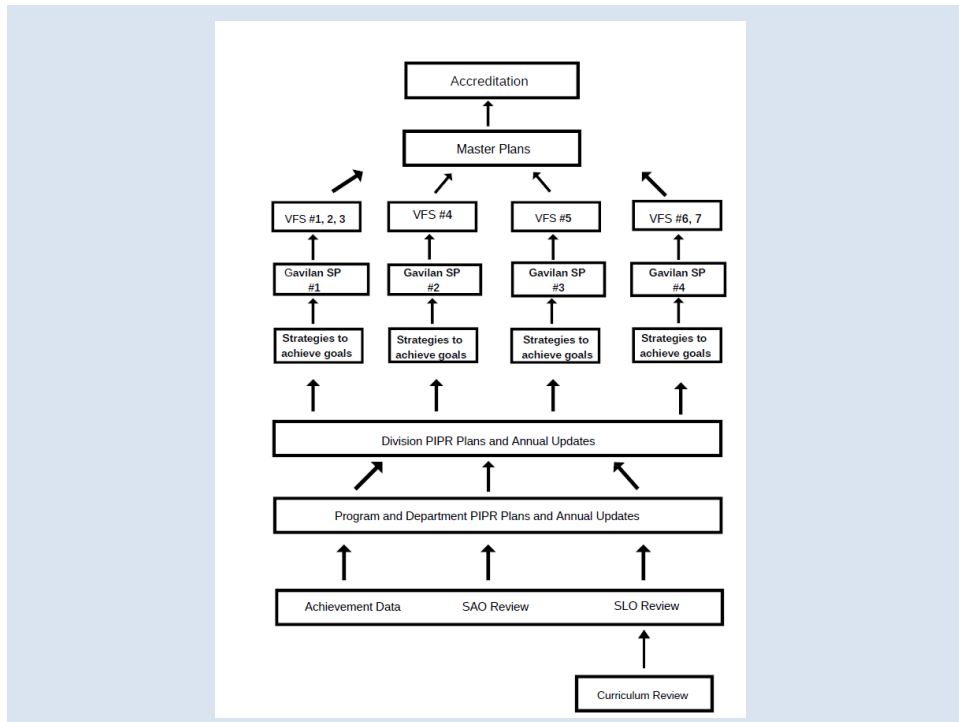 Accreditation
Master Plans
VFS #1, 2, 3
VFS #4
VFS #5
VFS #6, 7
Gavilan SP
#1
Gavilan SP
#2
Gavilan SP
#3
Gavilan SP
#4
Strategies to
achieve goals
Strategies to
achieve goals
Strategies to
achieve goals
Strategies to
achieve goals
Division PIPR Plans and Annual Updates
Program and Department PIPR Plans and Annual Updates
Achievement Data
SAO Review
SLO Review
Curriculum Review